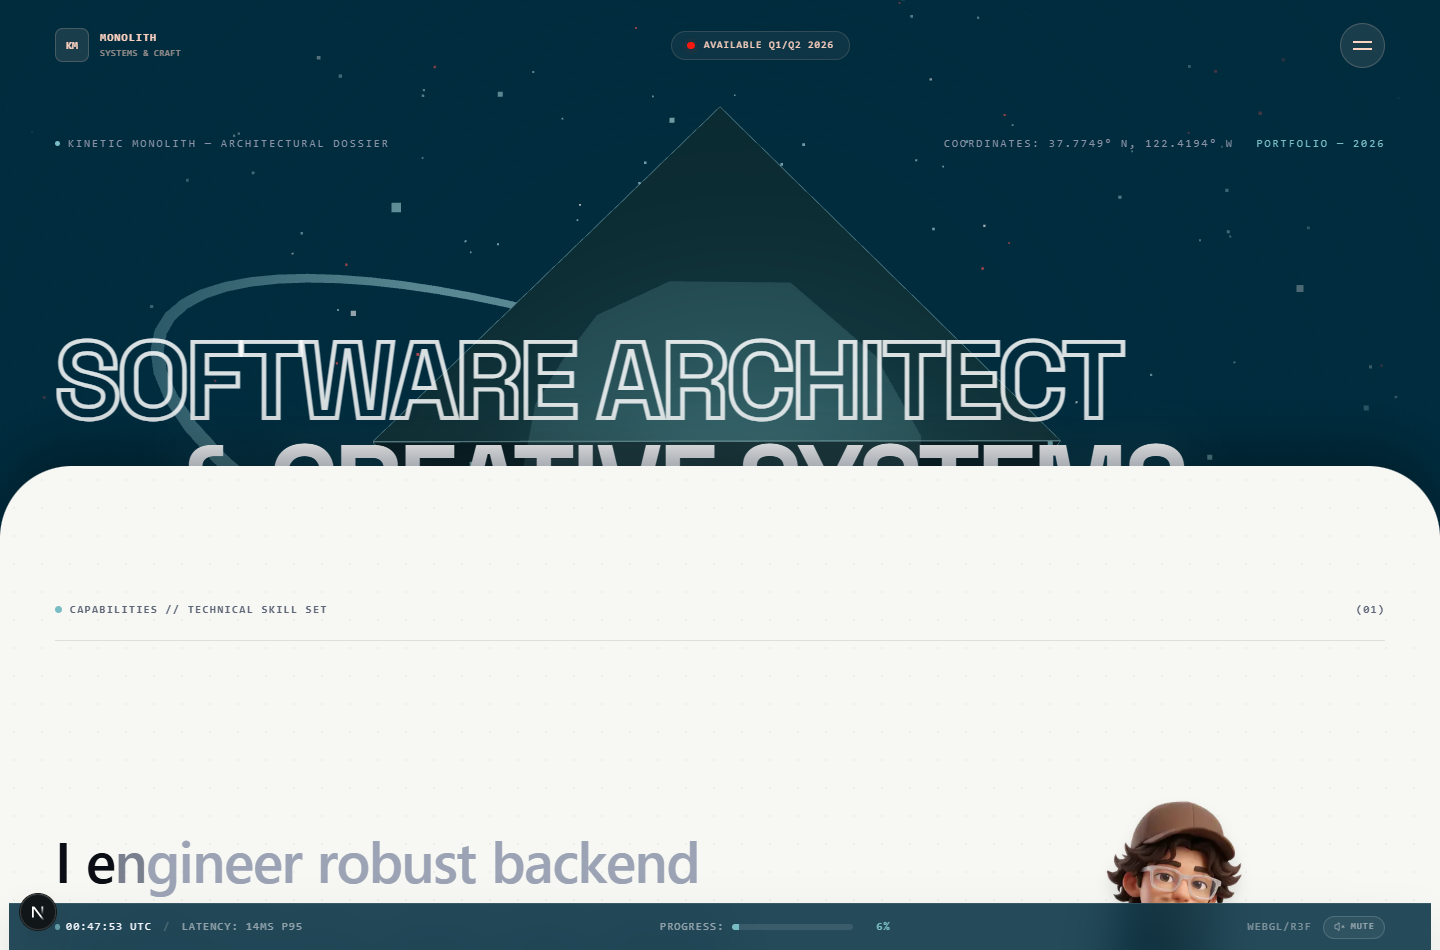 KM
MONOLITH
SYSTEMS & CRAFT
AVAILABLE Q1/Q2 2026
KINETIC MONOLITH — ARCHITECTURAL DOSSIER
COORDINATES: 37.7749° N, 122.4194° W
PORTFOLIO — 2026
SOFTWARE ARCHITECT
& CREATIVE SYSTEMS
CAPABILITIES // TECHNICAL SKILL SET
(01)
I engineer robust backend
N
00:47:53 UTC / LATENCY: 14MS P95
PROGRESS: 6%
WEBGL/R3F
MUTE